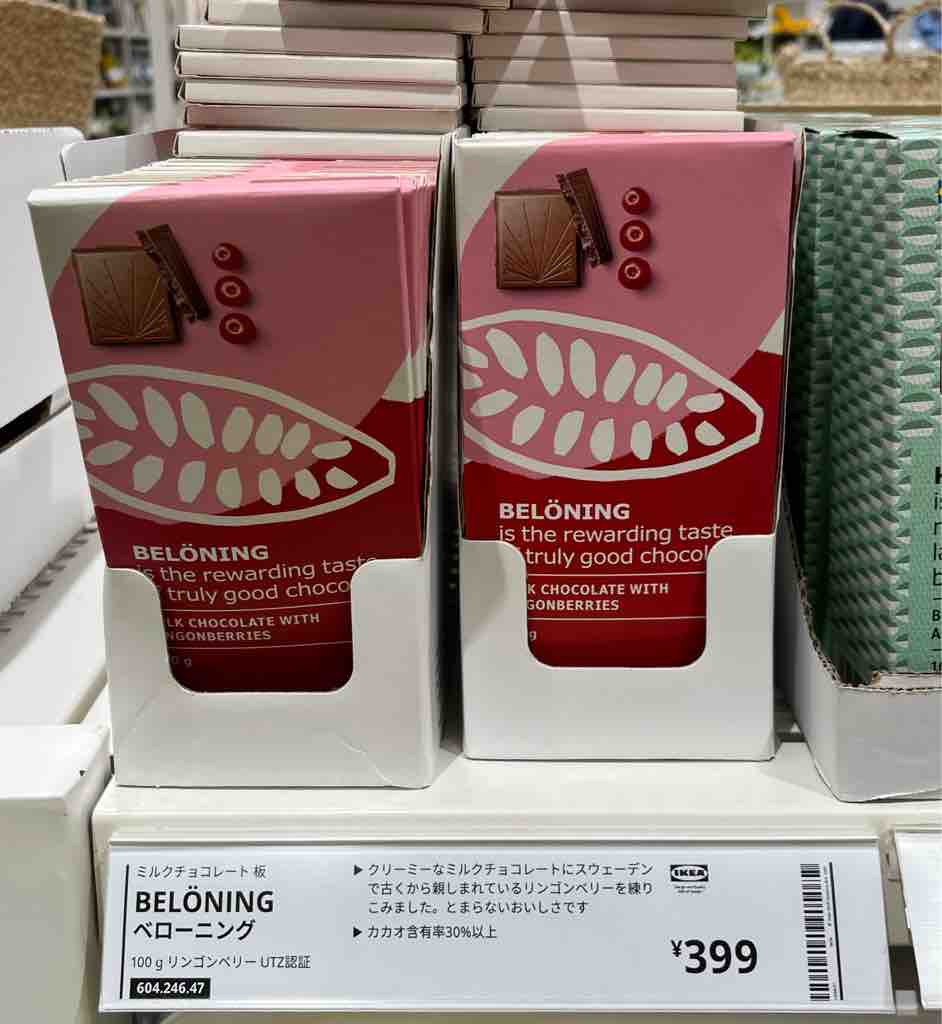 BELÖNING
is the rewarding taste
truly good choco
LK CHOCOLATE WITH
NGONBERRIES
0 g
BELÖNING
is the rewarding taste
truly good chocol
K CHOCOLATE WITH
GONBERRIES
g
ミルクチョコレート 板
BELÖNING
ベローニング
100 g リンゴンベリー UTZ認証
604.246.47
▶ クリーミーなミルクチョコレートにスウェーデン
で古くから親しまれているリンゴンベリーを練り
こみました。とまらないおいしさです
▶ カカオ含有率30%以上
IKEA
¥399